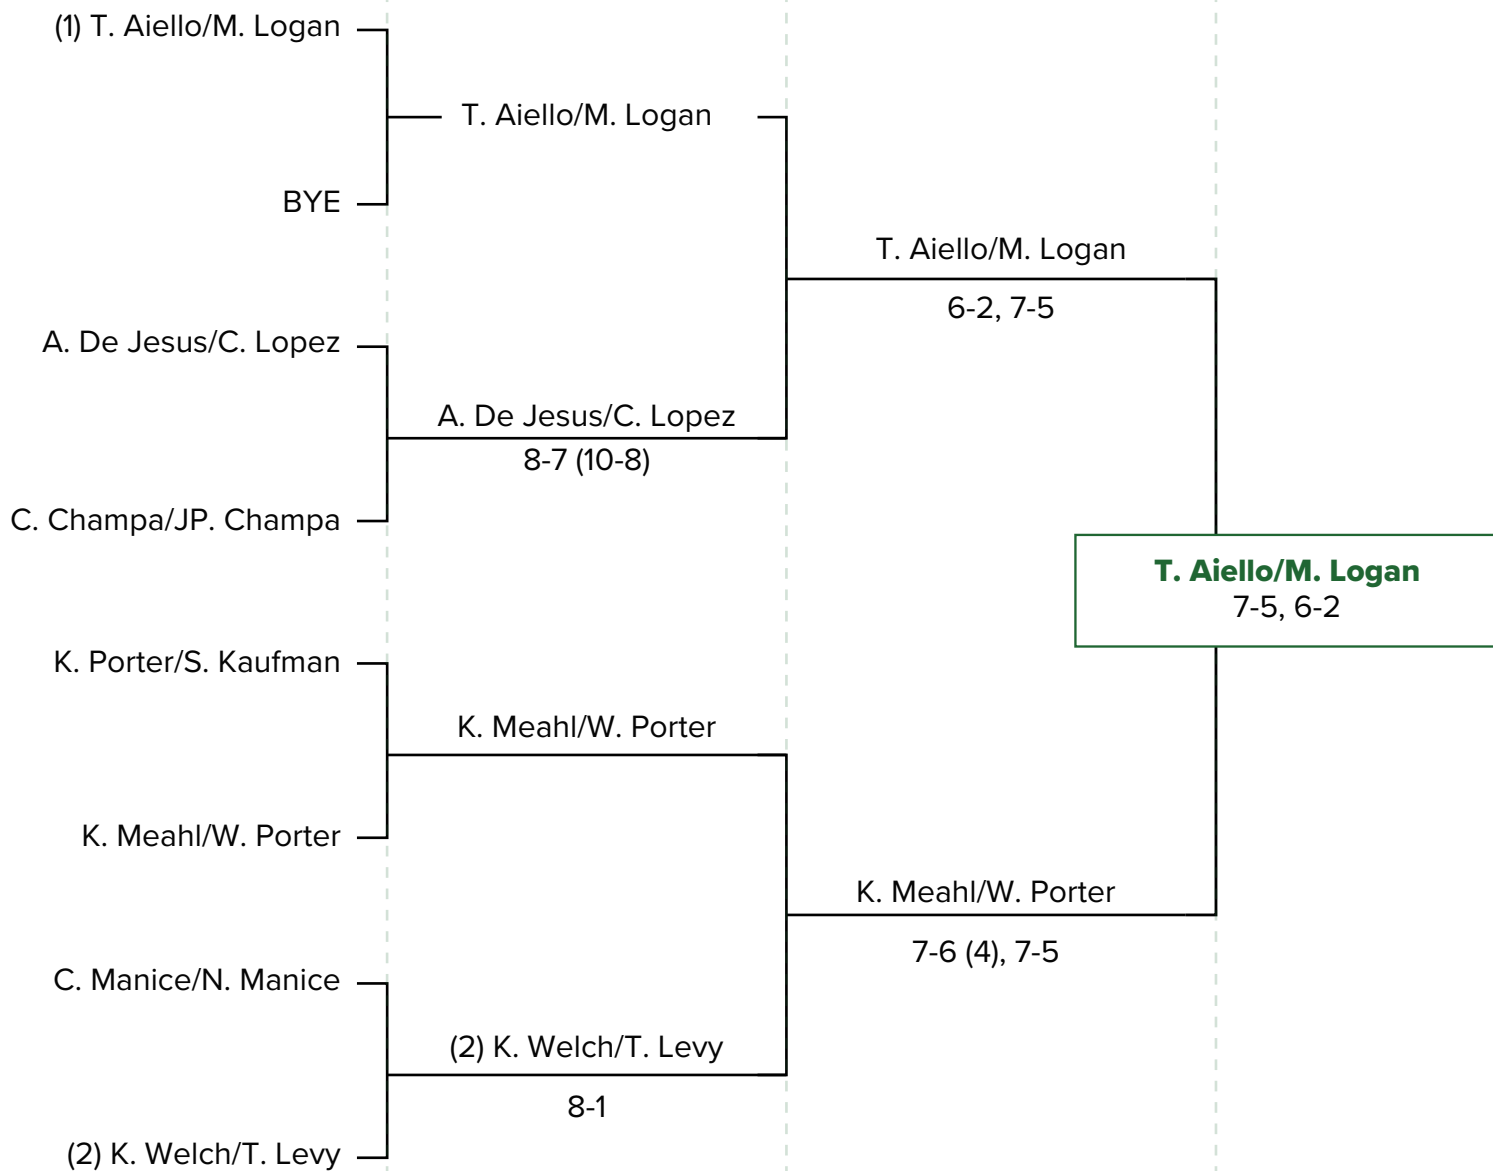 (1) T. Aiello/M. Logan
T. Aiello/M. Logan
BYE
T. Aiello/M. Logan
6-2, 7-5
A. De Jesus/C. Lopez
A. De Jesus/C. Lopez
8-7 (10-8)
C. Champa/JP. Champa
T. Aiello/M. Logan
7-5, 6-2
K. Porter/S. Kaufman
K. Meahl/W. Porter
K. Meahl/W. Porter
K. Meahl/W. Porter
7-6 (4), 7-5
C. Manice/N. Manice
(2) K. Welch/T. Levy
8-1
(2) K. Welch/T. Levy